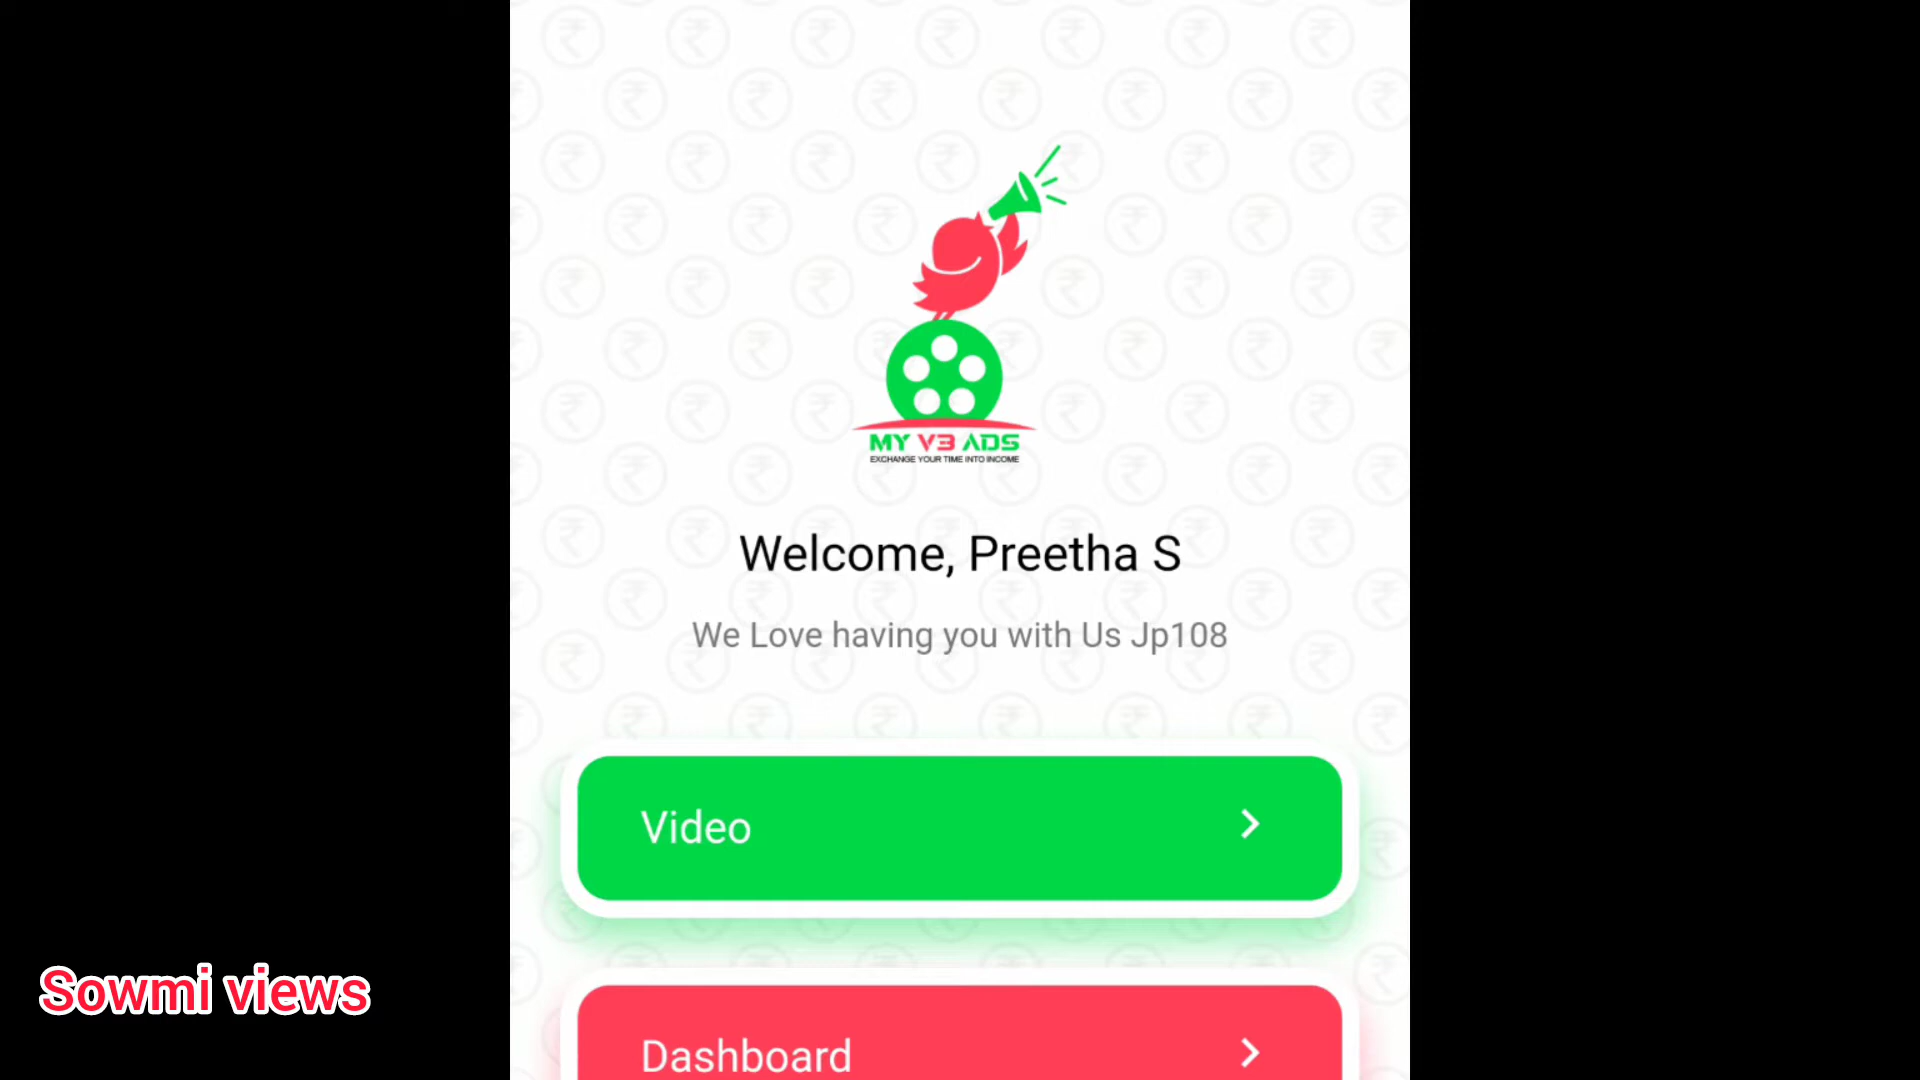 MY V3 ADS
EXCHANGE YOUR TIME INTO INCOME
Welcome, Preetha S
We Love having you with Us Jp108
Video
Dashboard
Sowmi views